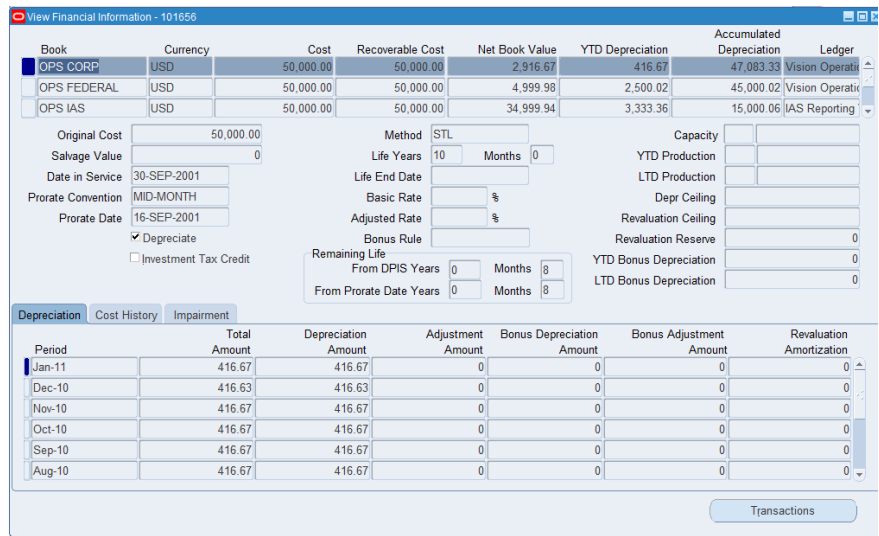 View Financial Information - 101656
Accumulated
Book Currency Cost Recoverable Cost Net Book Value YTD Depreciation Depreciation Ledger
OPS CORP USD 50,000.00 50,000.00 2,916.67 416.67 47,083.33 Vision Operatic
OPS FEDERAL USD 50,000.00 50,000.00 4,999.98 2,500.02 45,000.02 Vision Operatic
OPS IAS USD 50,000.00 50,000.00 34,999.94 3,333.36 15,000.06 IAS Reporting
Original Cost 50,000.00 Method STL Capacity
Salvage Value 0 Life Years 10 Months 0 YTD Production
Date in Service 30-SEP-2001 Life End Date LTD Production
Prorate Convention MID-MONTH Basic Rate % Depr Ceiling
Prorate Date 16-SEP-2001 Adjusted Rate % Revaluation Ceiling
Depreciate Bonus Rule Revaluation Reserve 0
Investment Tax Credit Remaining Life YTD Bonus Depreciation 0
From DPIS Years 0 Months 8 LTD Bonus Depreciation 0
From Prorate Date Years 0 Months 8
Depreciation Cost History Impairment
Total Depreciation Adjustment Bonus Depreciation Bonus Adjustment Revaluation
Period Amount Amount Amount Amount Amount Amortization
Jan-11 416.67 416.67 0 0 0 0
Dec-10 416.63 416.63 0 0 0 0
Nov-10 416.67 416.67 0 0 0 0
Oct-10 416.67 416.67 0 0 0 0
Sep-10 416.67 416.67 0 0 0 0
Aug-10 416.67 416.67 0 0 0 0
Transactions